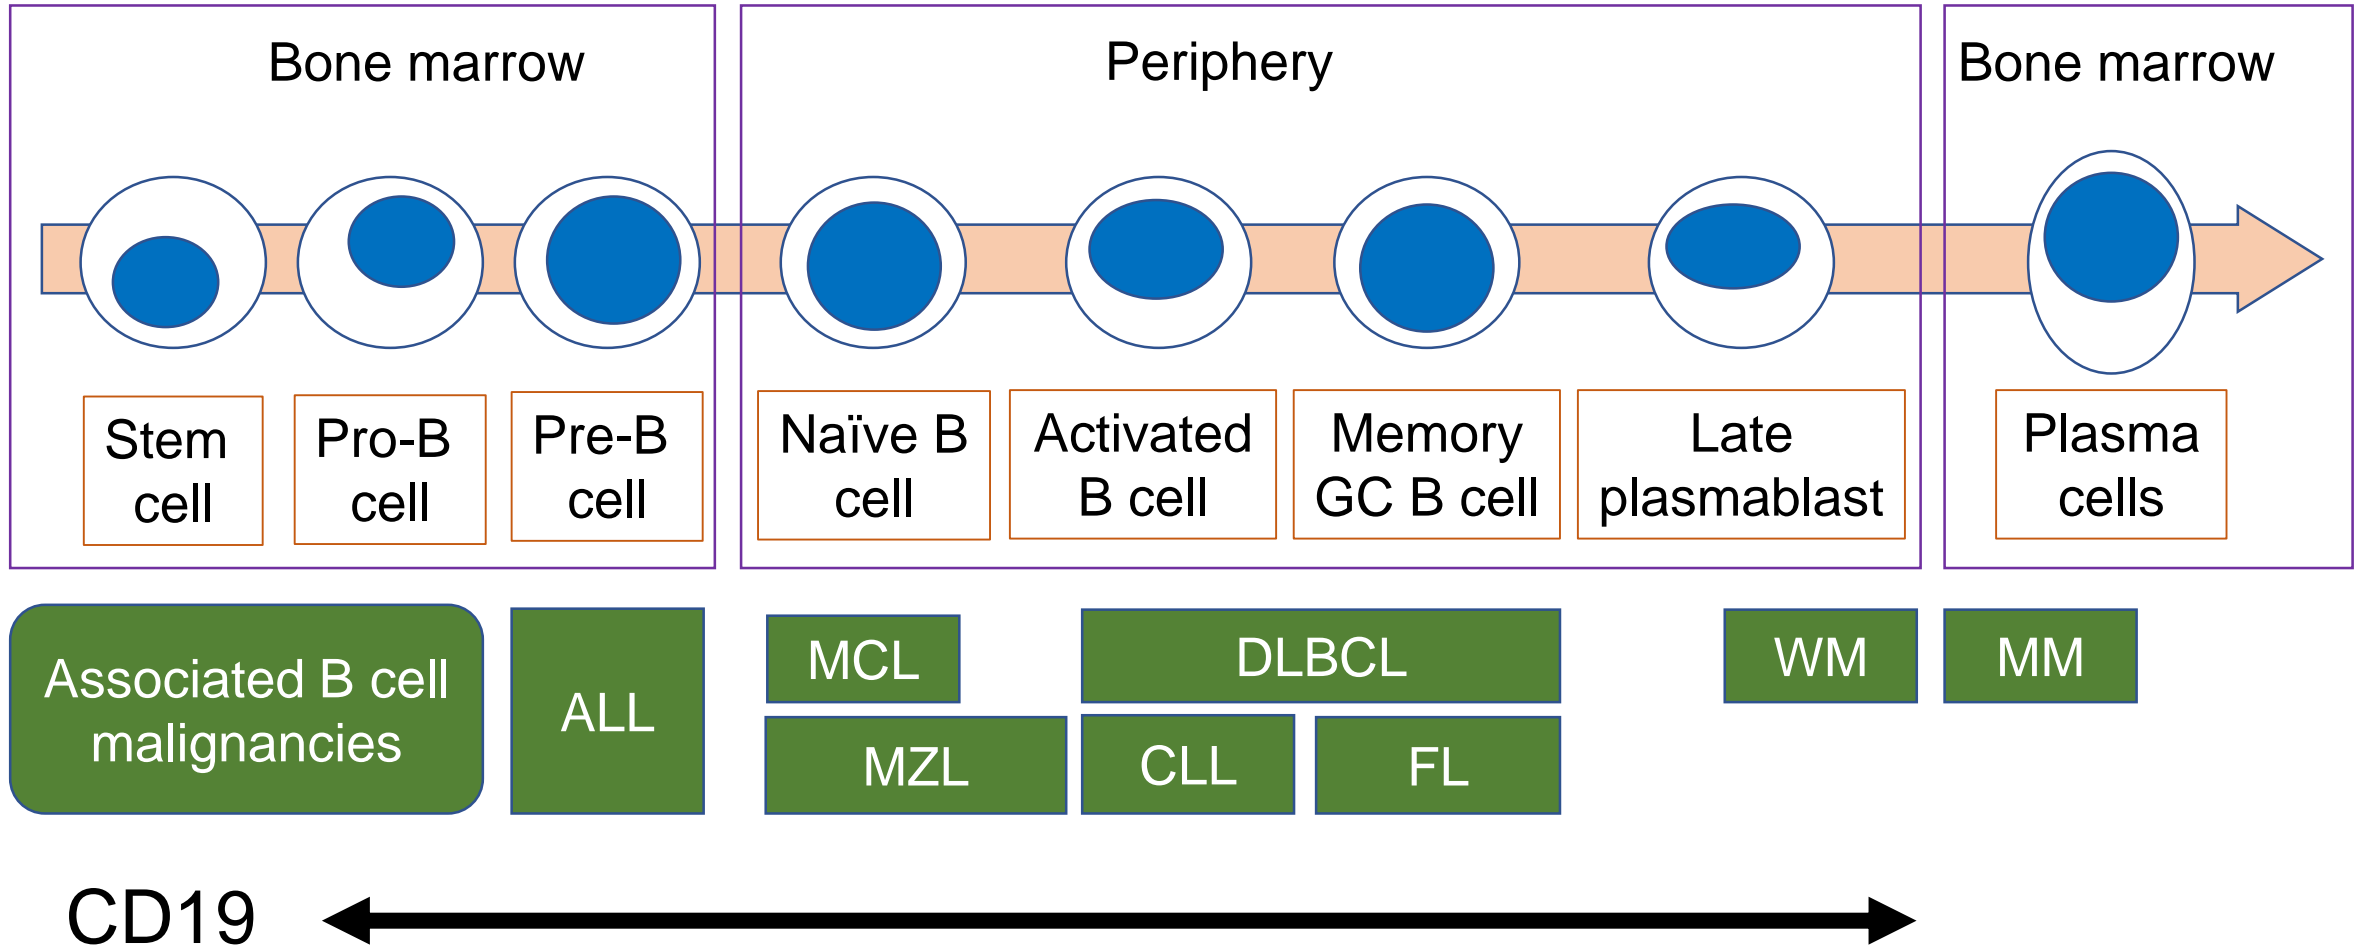 Bone marrow
Periphery
Bone marrow
Stem
cell
Pro-B
cell
Pre-B
cell
Naïve B
cell
Activated
B cell
Memory
GC B cell
Late
plasmablast
Plasma
cells
Associated B cell
malignancies
ALL
MCL
DLBCL
WM
MM
MZL
CLL
FL
CD19